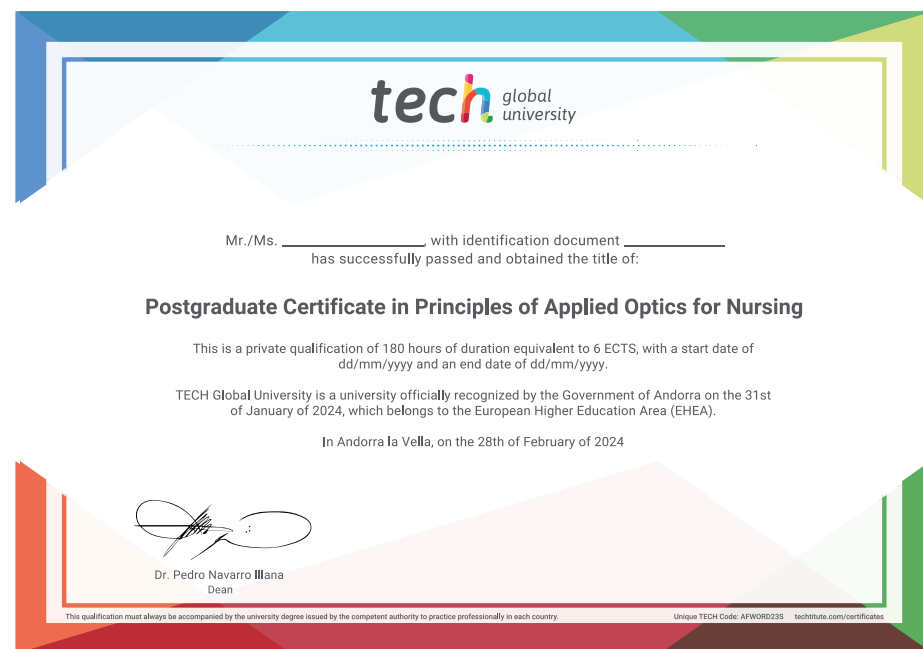 tech global university
Mr./Ms. ____________, with identification document ____________
has successfully passed and obtained the title of:
Postgraduate Certificate in Principles of Applied Optics for Nursing
This is a private qualification of 180 hours of duration equivalent to 6 ECTS, with a start date of
dd/mm/yyyy and an end date of dd/mm/yyyy.
TECH Global University is a university officially recognized by the Government of Andorra on the 31st
of January of 2024, which belongs to the European Higher Education Area (EHEA).
In Andorra la Vella, on the 28th of February of 2024
Dr. Pedro Navarro Illana
Dean
This qualification must always be accompanied by the university degree issued by the competent authority to practice professionally in each country.
Unique TECH Code: AFWORD23S techtitute.com/certificates